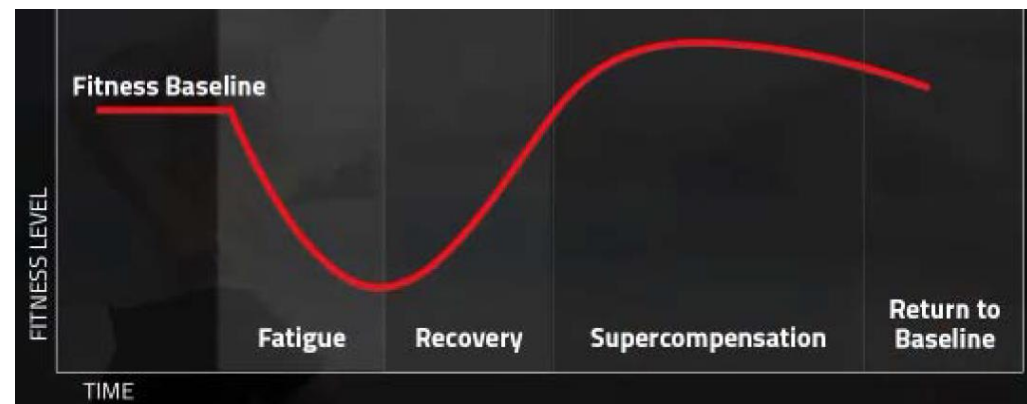 Fitness Baseline
FITNESS LEVEL
Fatigue
Recovery
Supercompensation
Return to
Baseline
TIME